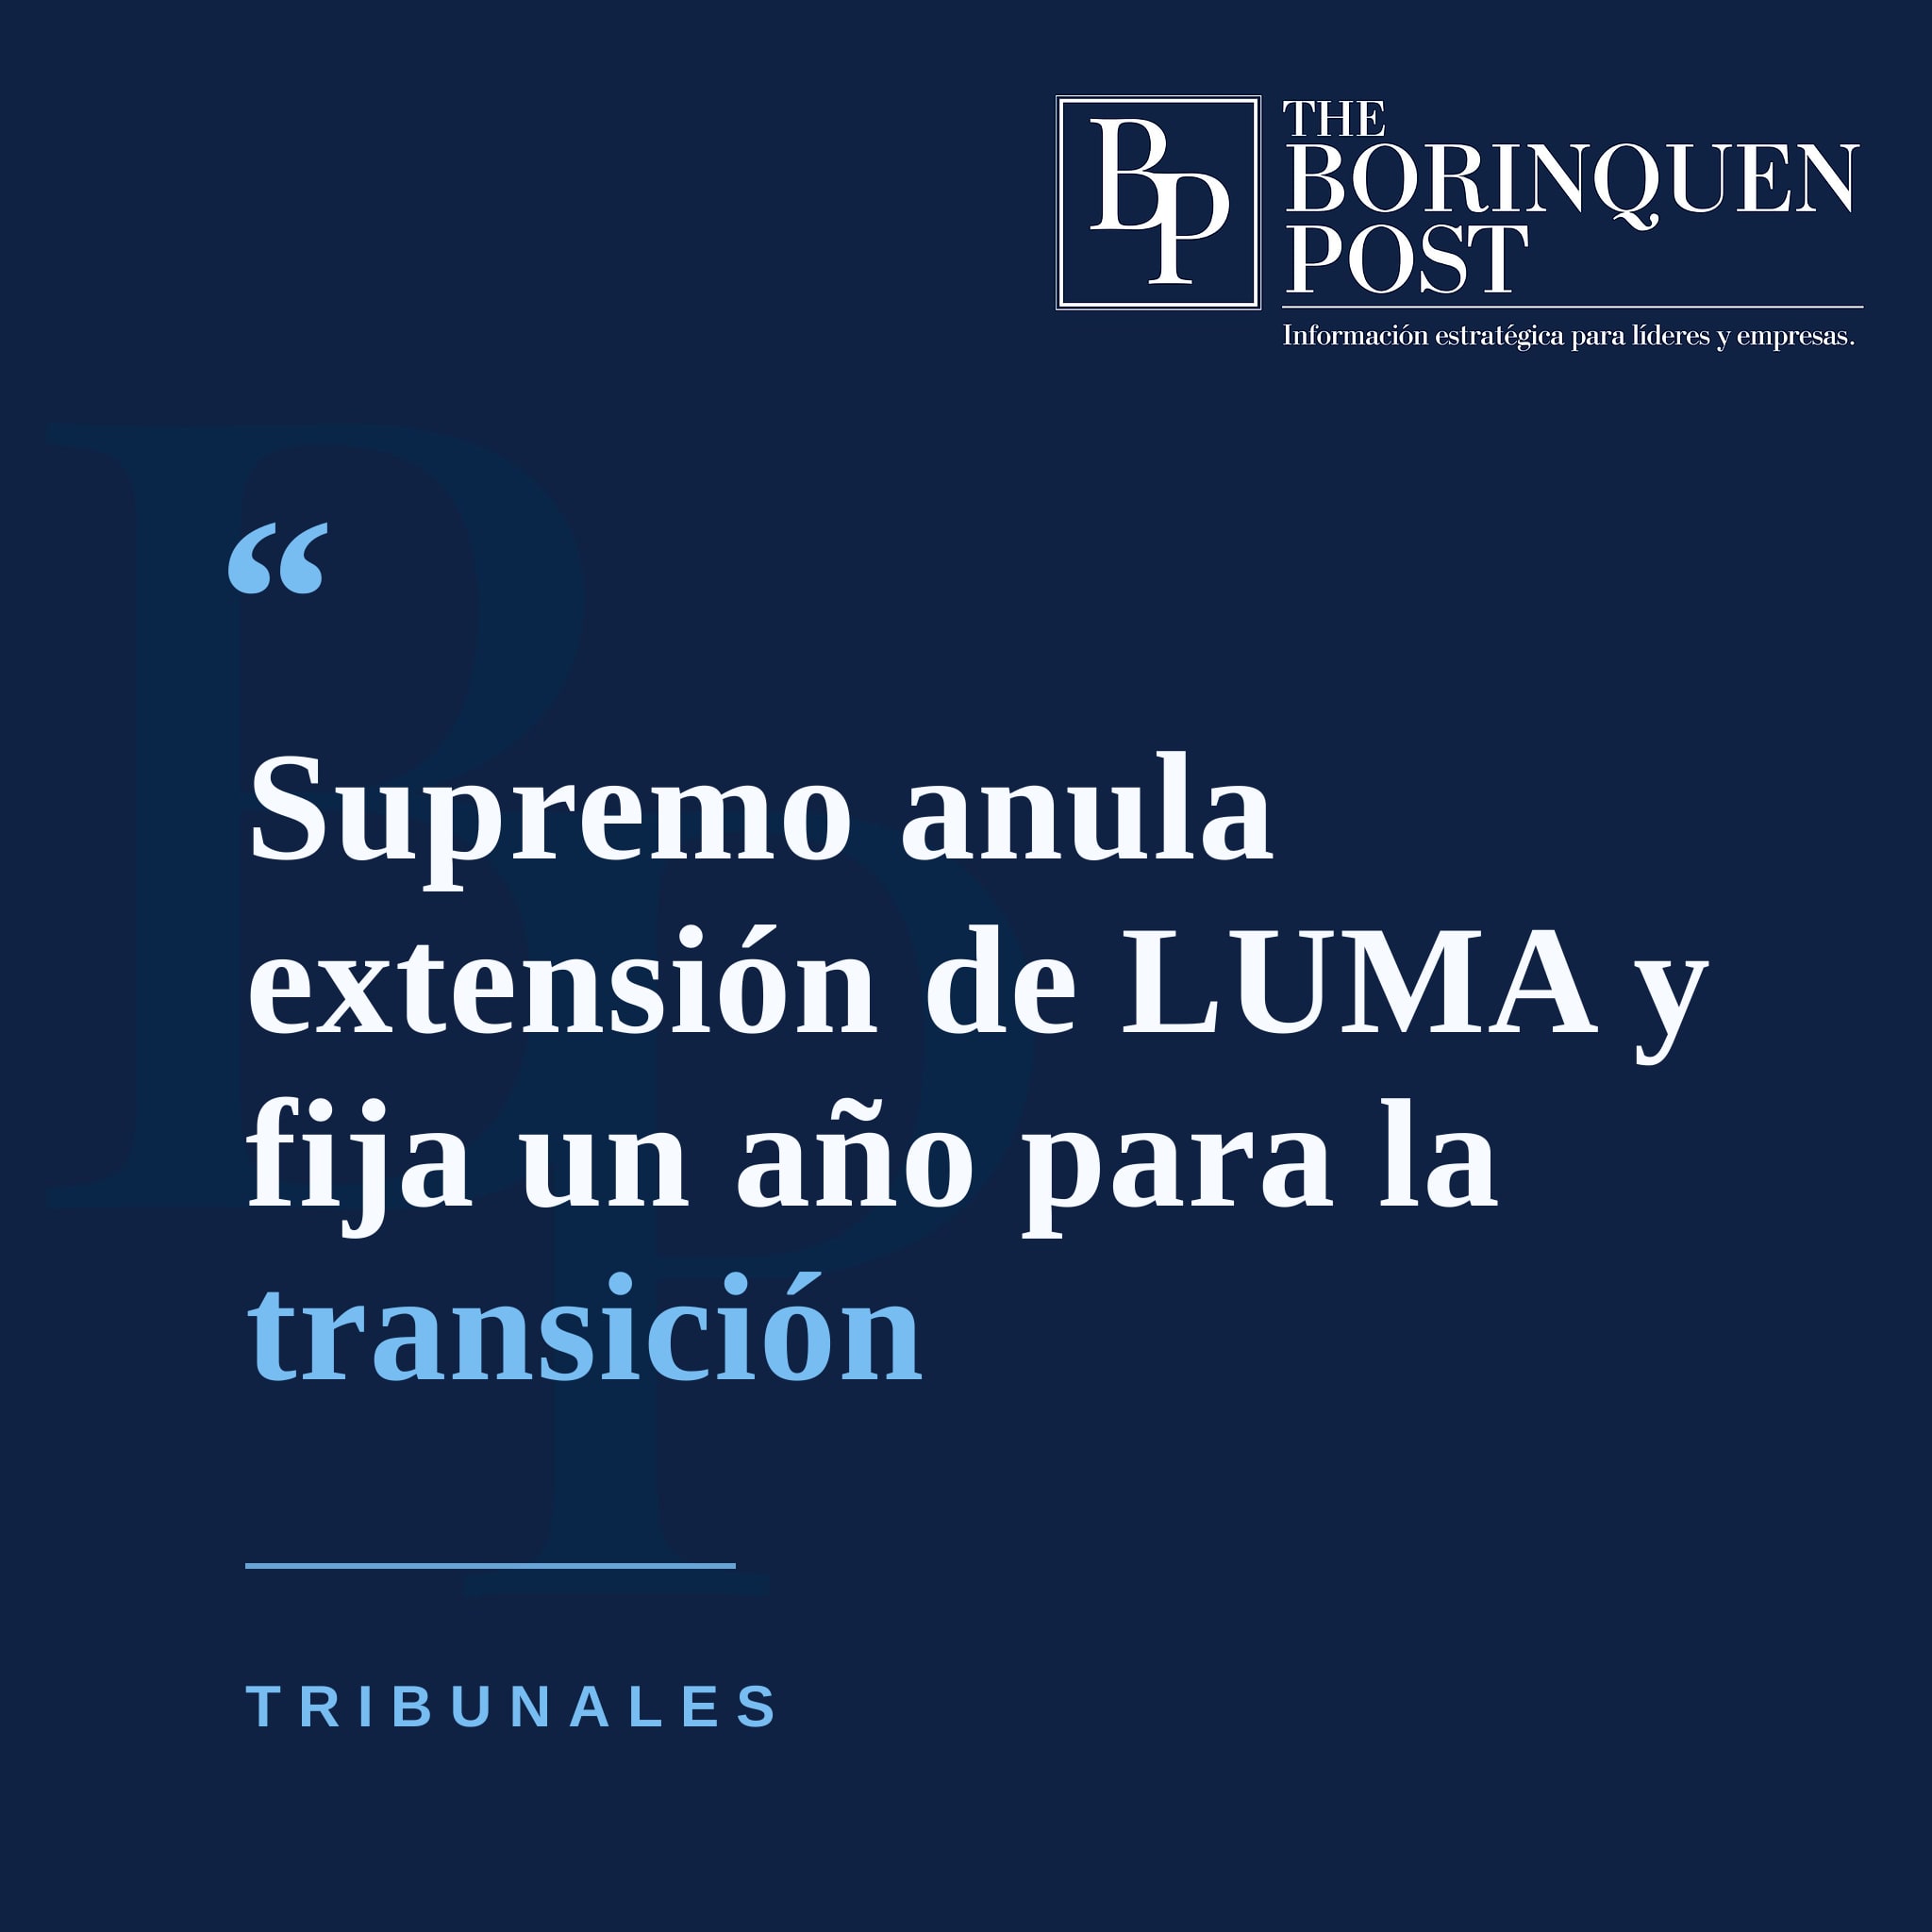 BP
THE
BORINQUEN
POST
Información estratégica para líderes y empresas.
“
Supremo anula
extensión de LUMA y
fija un año para la
transición
TRIBUNALES